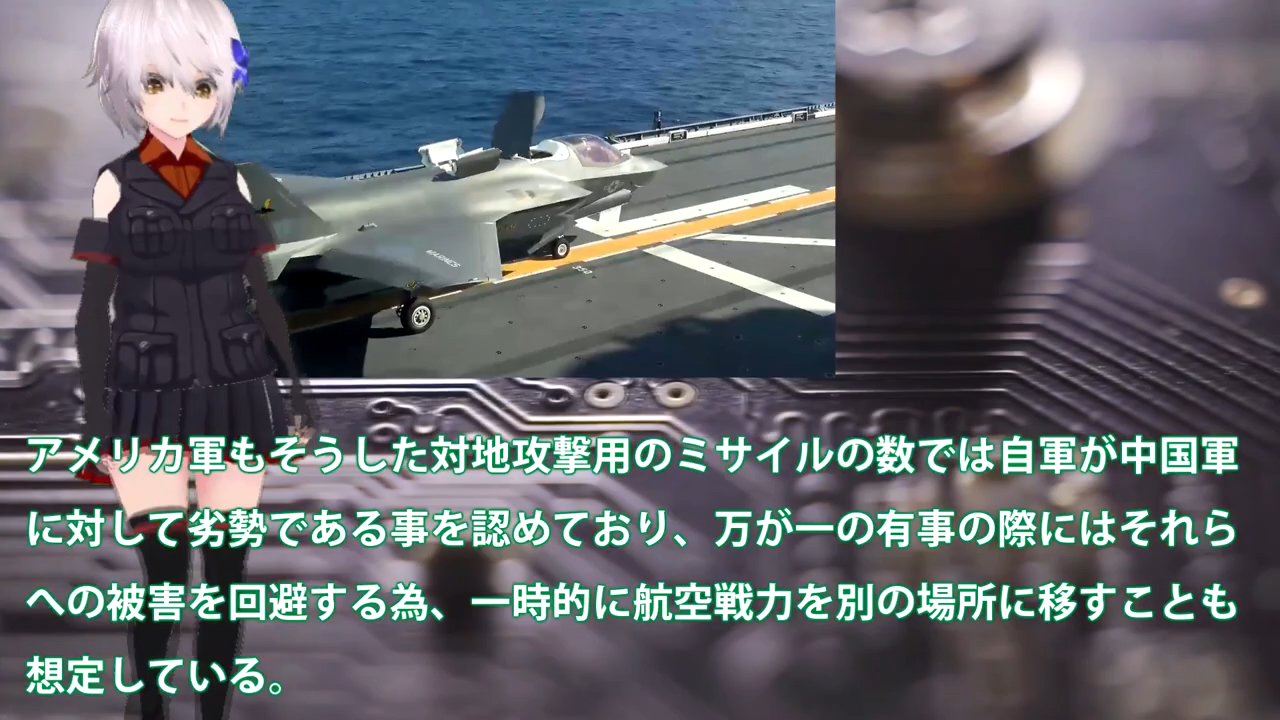 MARINES
350
アメリカ軍もそうした対地攻撃用のミサイルの数では自軍が中国軍
に対して劣勢である事を認めており、万が一の有事の際にはそれら
への被害を回避する為、一時的に航空戦力を別の場所に移すことも
想定している。